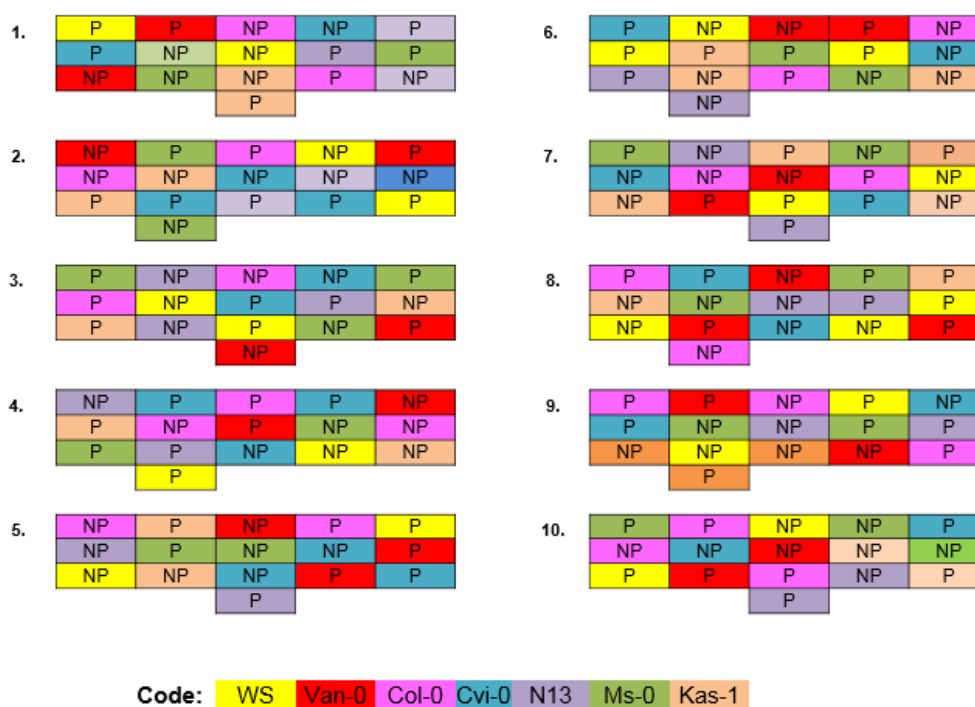 1.
P P NP NP P
P NP NP P P
NP NP NP P NP
P
2.
NP P P NP P
NP NP NP NP NP
P P P P P
NP
3.
P NP NP NP P
P NP P P NP
P NP P NP P
NP
4.
NP P P P NP
P NP P NP NP
P P NP NP NP
P
5.
NP P NP P P
NP P NP NP P
NP NP NP P P
P
6.
P NP NP P NP
P P P P NP
P NP P NP NP
NP
7.
P NP P NP P
NP NP NP P NP
NP P P P NP
P
8.
P P NP P P
NP NP NP P P
NP P NP NP P
NP
9.
P P NP P NP
P NP NP P P
NP NP NP NP P
P
10.
P P NP NP P
NP NP NP NP NP
P P P NP P
P
Code: WS Van-0 Col-0 Cvi-0 N13 Ms-0 Kas-1